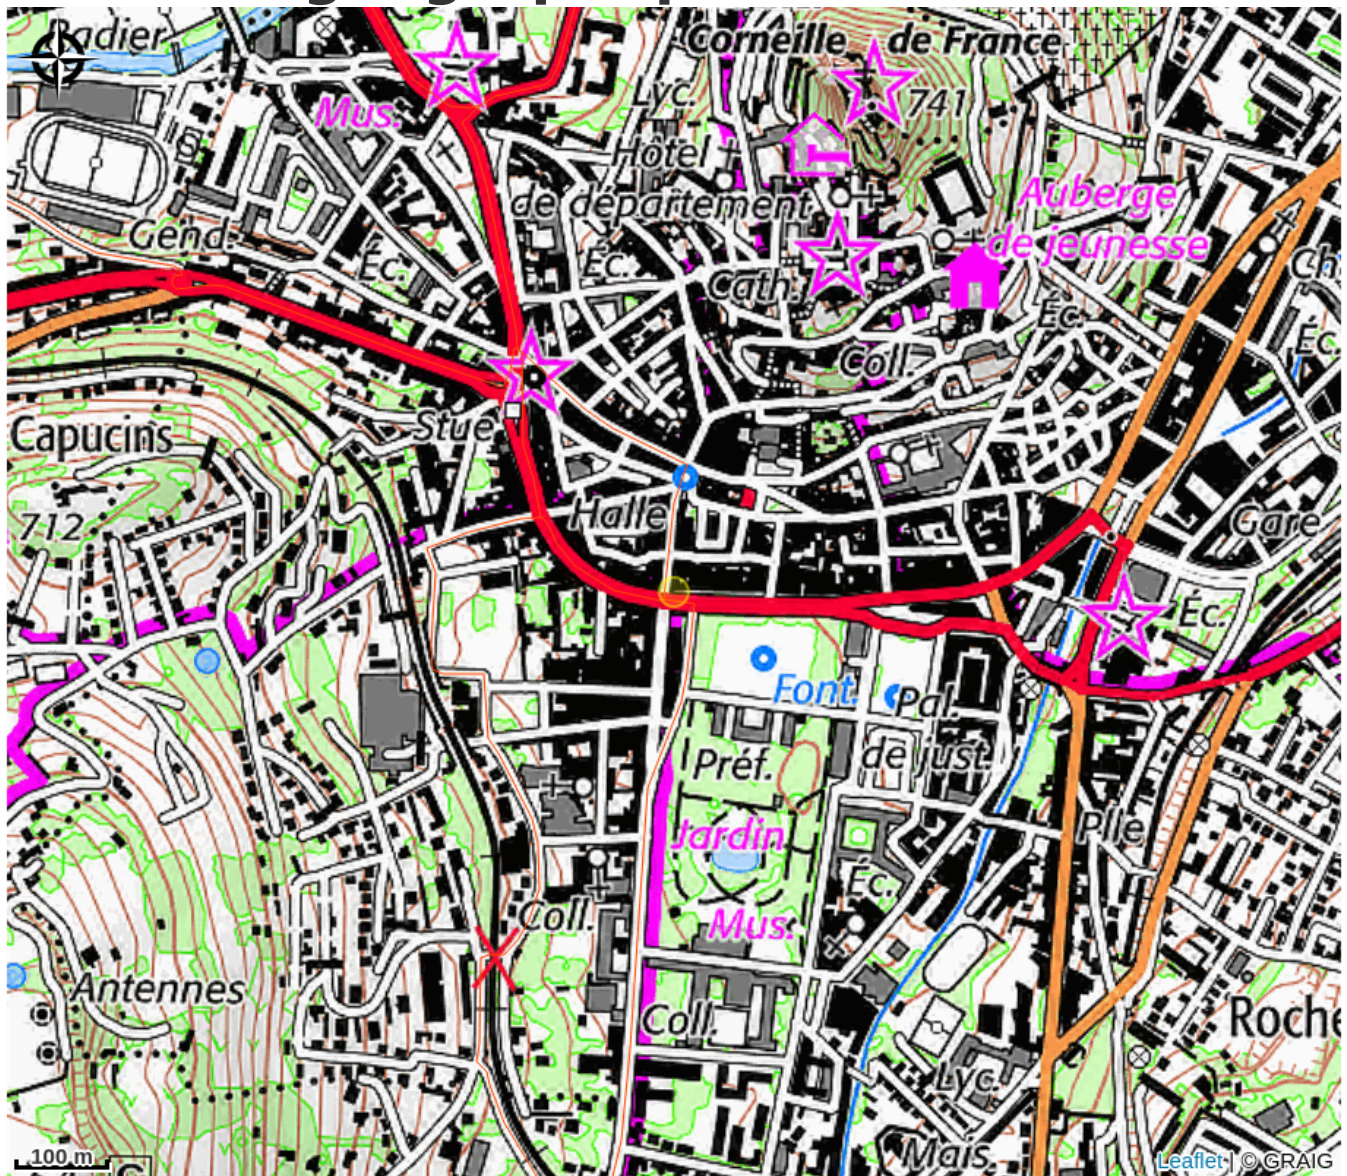 Corneille de France
Mus.
Lyc.
741
Hôtel
de département
Auberge
de jeunesse
Gend.
Éc.
Éc.
Cath.
Éc.
Éc.
Coll.
Stue
Capucins
712
Halle
Gare
Éc.
Font.
Pal.
de just.
Préf.
Jardin
Plle
Éc.
Mus.
Coll.
Antennes
Coll.
Roche
Lyc.
Mais.
100 m
Leaflet | © GRAIG